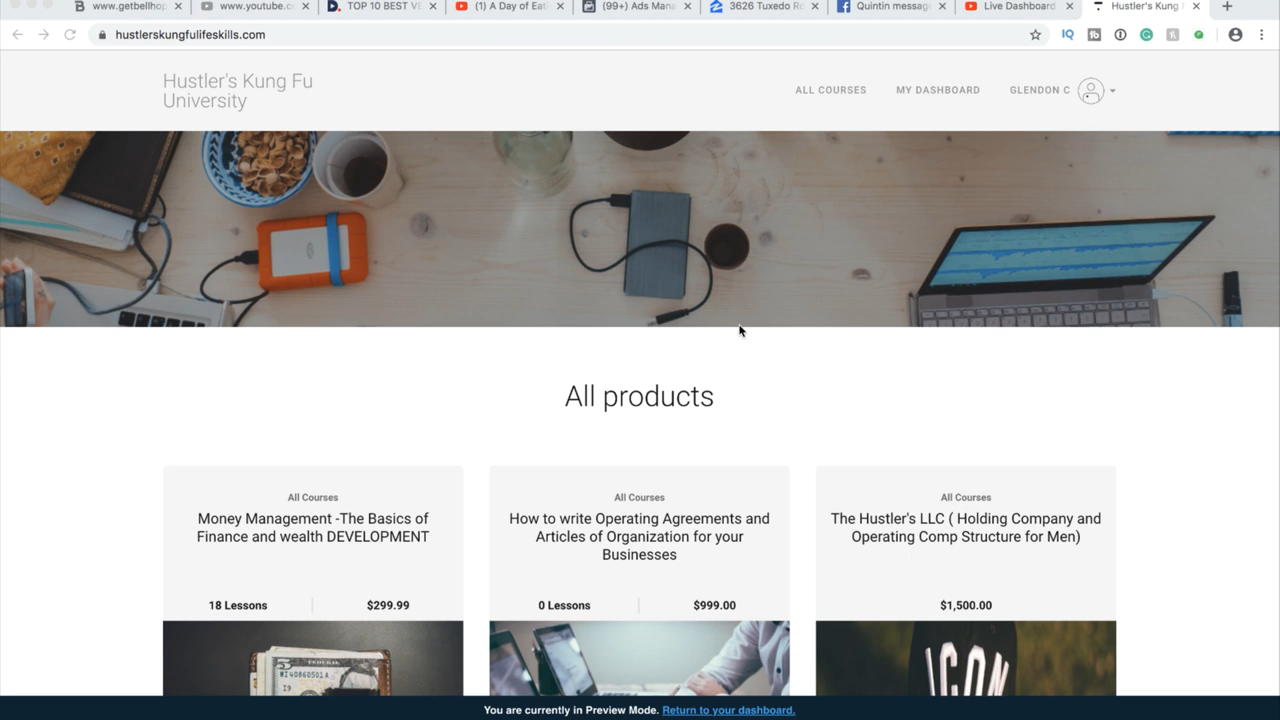 www.getbellhop
www.youtube.c
TOP 10 BEST V
(1) A Day of Eat
(99+) Ads Mana
3626 Tuxedo R
Quintin messag
Live Dashboard
Hustler's Kung
hustlerskungfulifeskills.com
Hustler's Kung Fu
University
ALL COURSES
MY DASHBOARD
GLENDON C
All products
All Courses
Money Management -The Basics of
Finance and wealth DEVELOPMENT
18 Lessons
$299.99
All Courses
How to write Operating Agreements and
Articles of Organization for your
Businesses
0 Lessons
$999.00
All Courses
The Hustler's LLC ( Holding Company and
Operating Comp Structure for Men)
$1,500.00
5
MI40860501A
I9
ICON
You are currently in Preview Mode. Return to your dashboard.